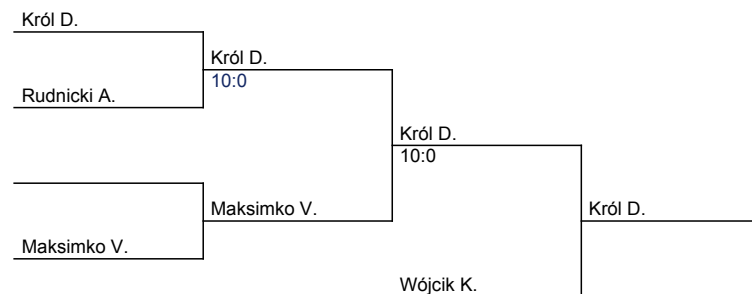 Król D.
Król D.
10:0
Rudnicki A.
Król D.
10:0
Maksimko V.
Król D.
Maksimko V.
Wójcik K.